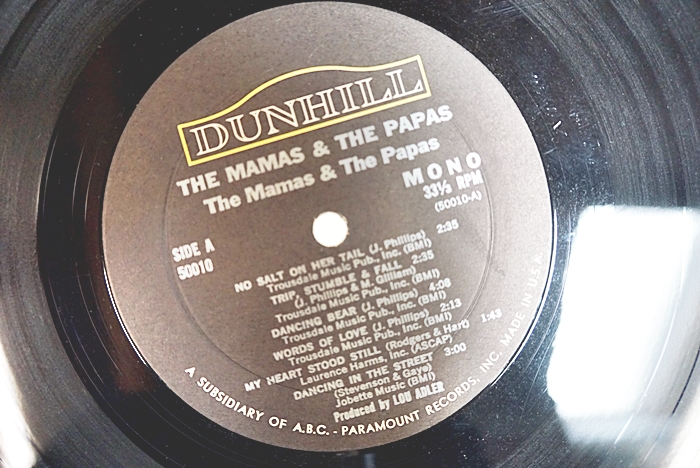 DUNHILL
THE MAMAS & THE PAPAS
The Mamas & The Papas
MONO
33⅓ RPM
(50010-A)
SIDE A
50010
NO SALT ON HER TAIL (J. Phillips) 2:35
Trousdale Music Pub., Inc. (BMI)
TRIP, STUMBLE & FALL 2:35
(J. Phillips & M. Gilliam)
Trousdale Music Pub., Inc. (BMI)
DANCING BEAR (J. Phillips) 4:08
Trousdale Music Pub., Inc. (BMI)
WORDS OF LOVE (J. Phillips) 2:13
Trousdale Music Pub., Inc. (BMI)
MY HEART STOOD STILL (Rodgers & Hart) 1:43
Laurence Harms, Inc. (ASCAP)
DANCING IN THE STREET 3:00
(Stevenson & Gaye)
Jobette Music (BMI)
Produced by LOU ADLER
A SUBSIDIARY OF A.B.C. - PARAMOUNT RECORDS, INC. MADE IN U.S.A.